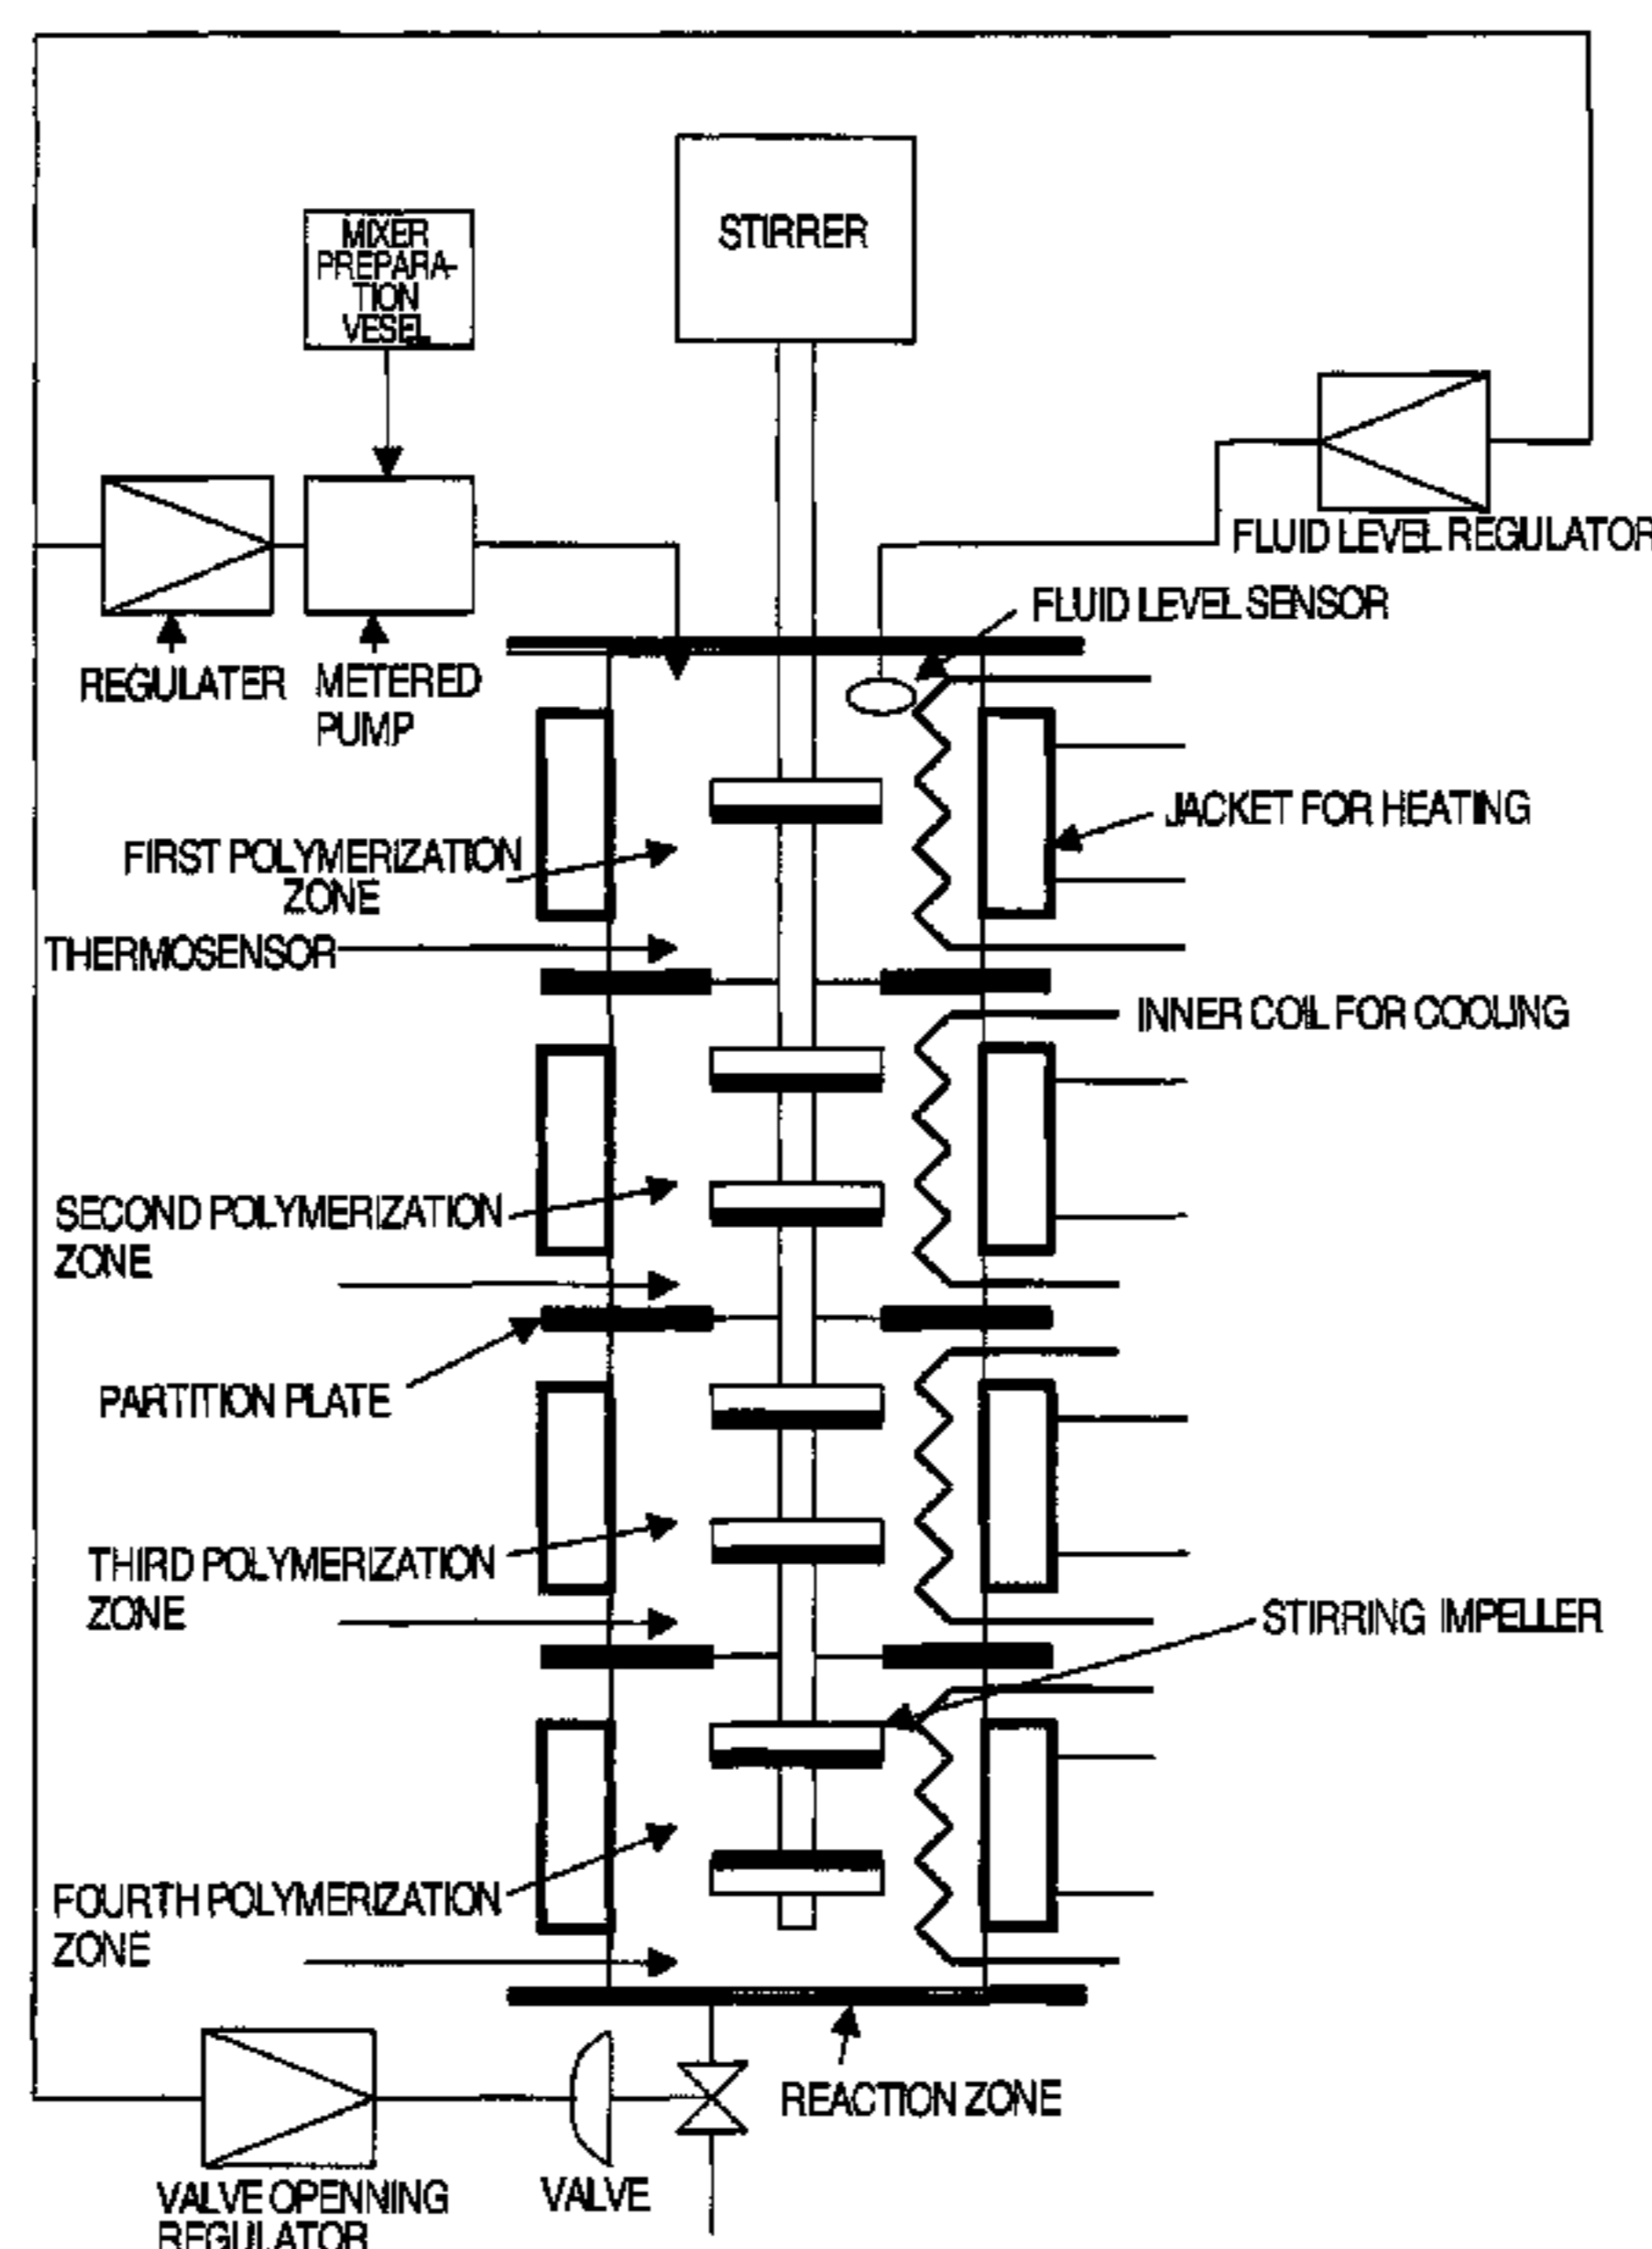 STIRRER
MIXER
PREPARA-
TION
VESEL
FLUID LEVEL REGULATOR
FLUID LEVEL SENSOR
REGULATER
METERED
PUMP
JACKET FOR HEATING
FIRST POLYMERIZATION
ZONE
THERMOSENSOR
INNER COIL FOR COOLING
SECOND POLYMERIZATION
ZONE
PARTITION PLATE
THIRD POLYMERIZATION
ZONE
STIRRING IMPELLER
FOURTH POLYMERIZATION
ZONE
REACTION ZONE
VALVE OPENNING
REGULATOR
VALVE